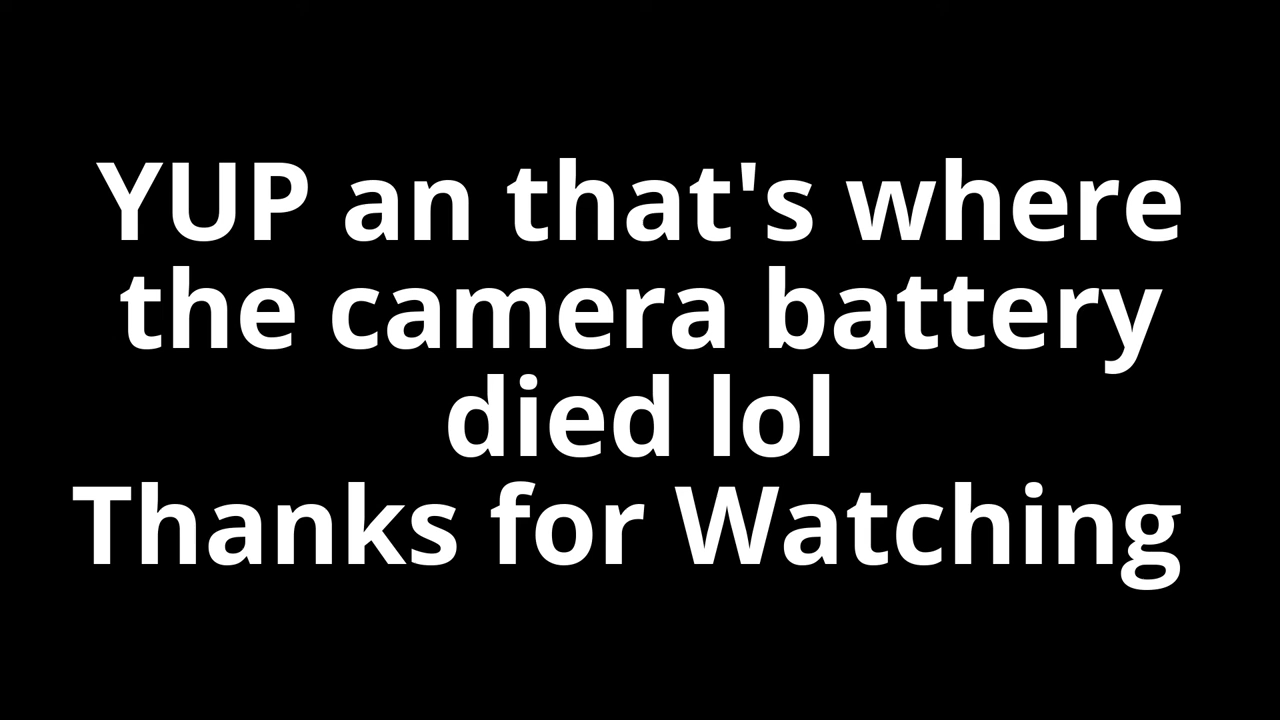 YUP an that's where
the camera battery
died lol
Thanks for Watching